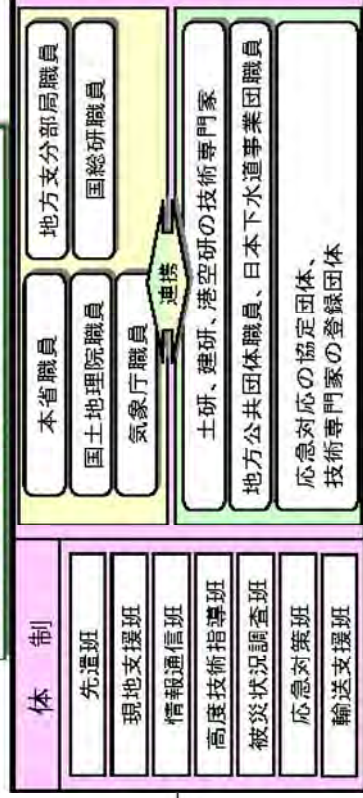 体　制
先遣班
現地支援班
情報通信班
高度技術指導班
被災状況調査班
応急対策班
輸送支援班
本省職員
地方支分部局職員
国土地理院職員
国総研職員
気象庁職員
連携
土研、建研、港空研の技術専門家
地方公共団体職員、日本下水道事業団職員
応急対応の協定団体、
技術専門家の登録団体